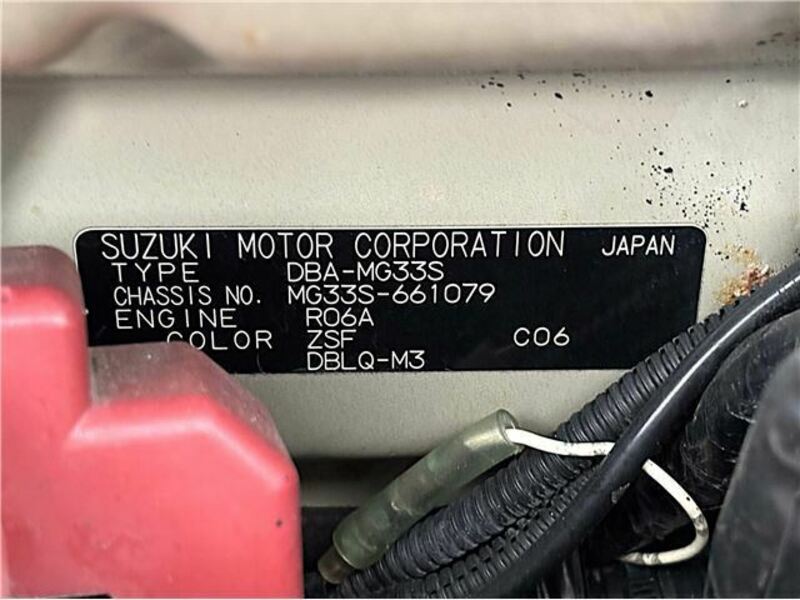 SUZUKI MOTOR CORPORATION JAPAN
TYPE DBA-MG33S
CHASSIS NO. MG33S-661079
ENGINE R06A
COLOR ZSF C06
DBLQ-M3